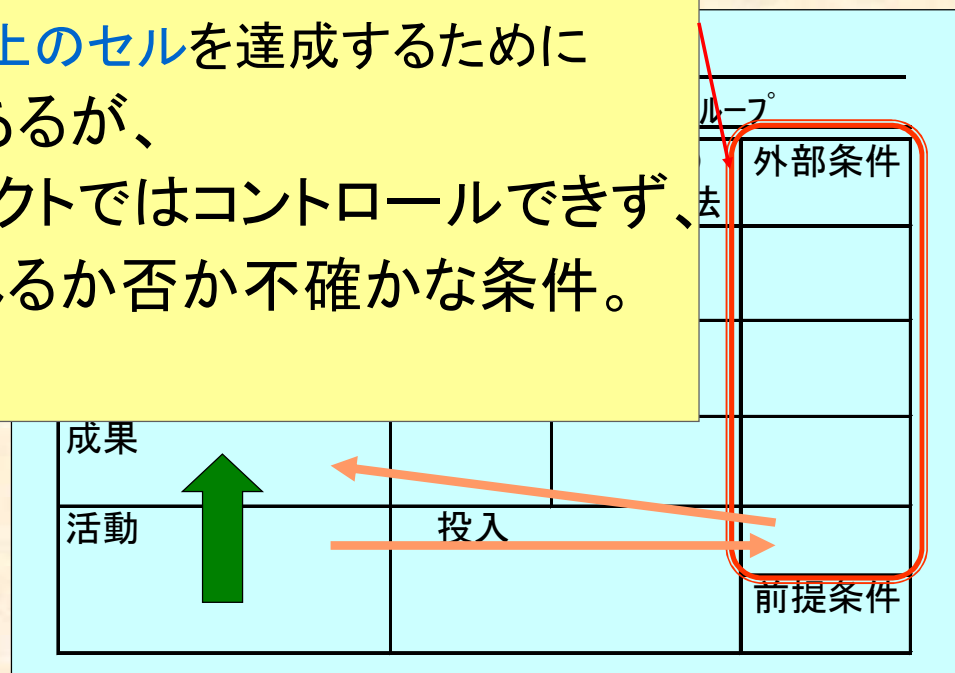 上のセルを達成するために
るが、
クトではコントロールできず、
るか否か不確かな条件。
ループ
外部条件
法
成果
活動
投入
前提条件